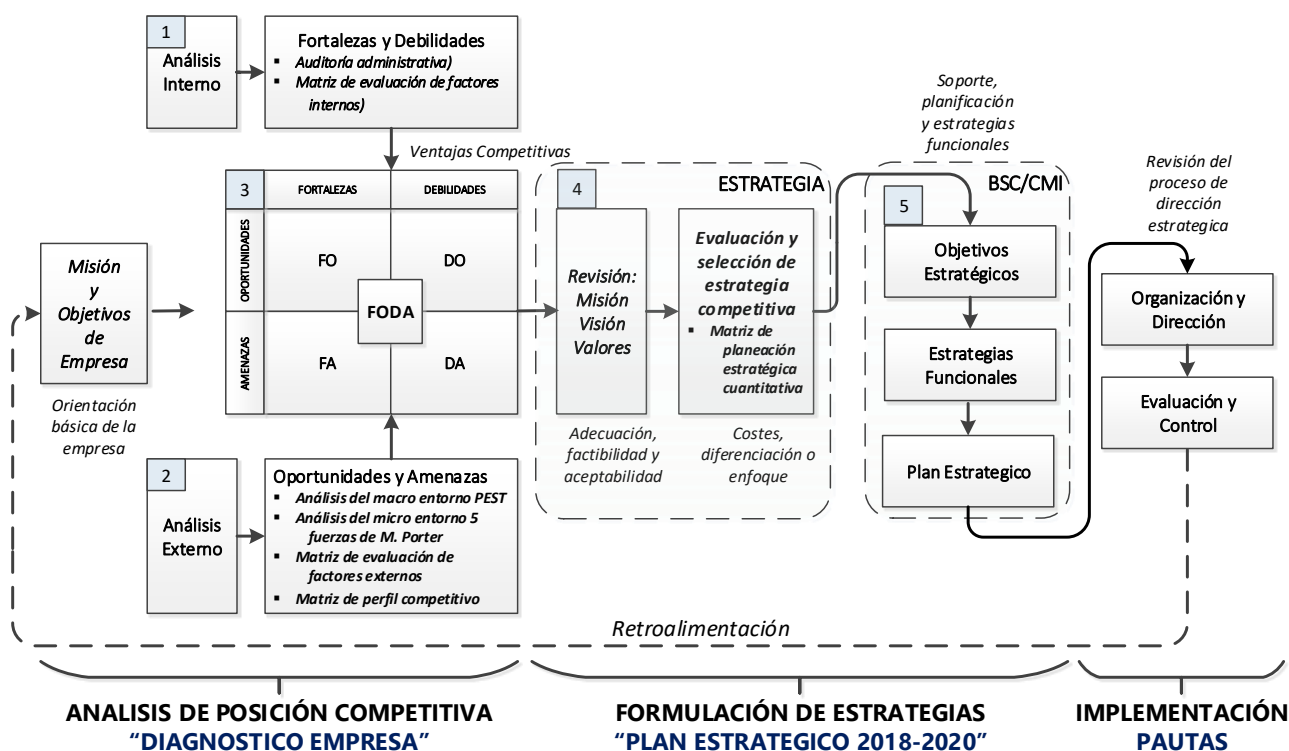 1
Análisis
Interno
Fortalezas y Debilidades
▪ Auditoría administrativa)
▪ Matriz de evaluación de factores
internos)
Ventajas Competitivas
3
FORTALEZAS
DEBILIDADES
OPORTUNIDADES
AMENAZAS
FO
DO
FODA
FA
DA
Misión
y
Objetivos
de
Empresa
Orientación
básica de la
empresa
2
Análisis
Externo
Oportunidades y Amenazas
▪ Análisis del macro entorno PEST
▪ Análisis del micro entorno 5
fuerzas de M. Porter
▪ Matriz de evaluación de
factores externos
▪ Matriz de perfil competitivo
4
ESTRATEGIA
Revisión:
Misión
Visión
Valores
Evaluación y
selección de
estrategia
competitiva
▪ Matriz de
planeación
estratégica
cuantitativa
Adecuación,
factibilidad y
aceptabilidad
Costes,
diferenciación o
enfoque
Soporte,
planificación
y estrategias
funcionales
BSC/CMI
5
Objetivos
Estratégicos
Estrategias
Funcionales
Plan Estrategico
Revisión del
proceso de
dirección
estrategica
Organización y
Dirección
Evaluación y
Control
Retroalimentación
ANALISIS DE POSICIÓN COMPETITIVA
“DIAGNOSTICO EMPRESA”
FORMULACIÓN DE ESTRATEGIAS
“PLAN ESTRATEGICO 2018-2020”
IMPLEMENTACIÓN
PAUTAS